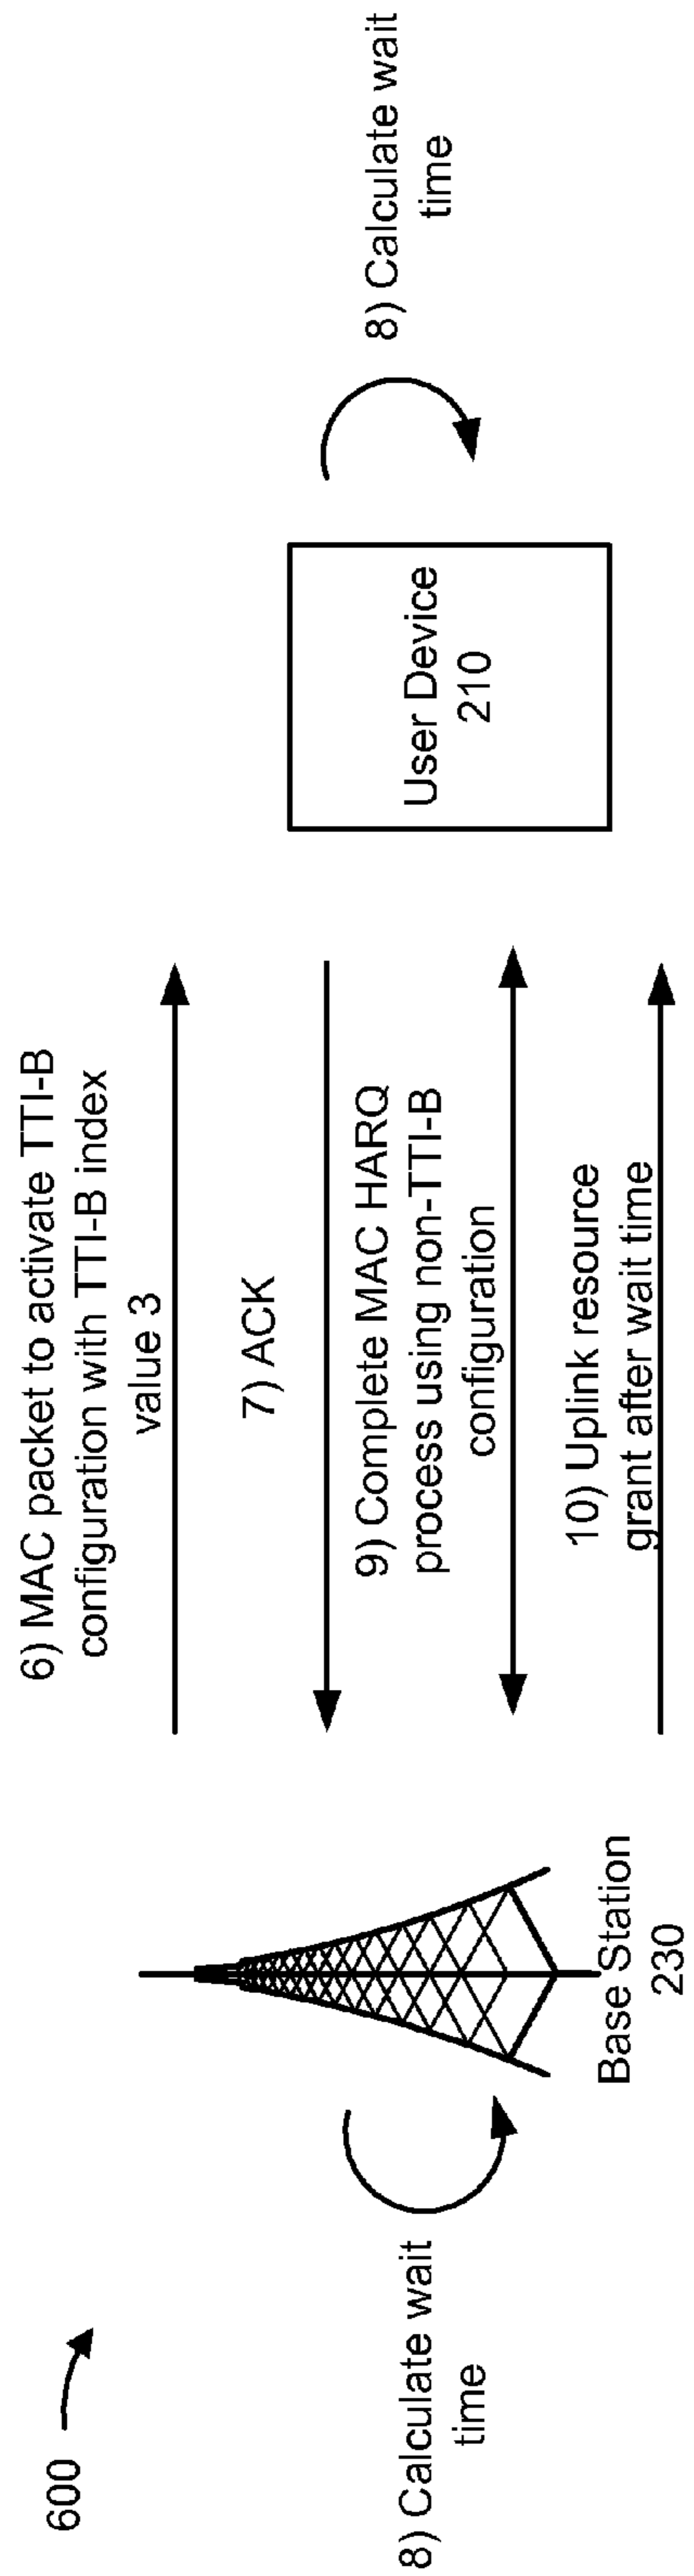 600
6) MAC packet to activate TTI-B
configuration with TTI-B index
value 3
7) ACK
8) Calculate wait
time
8) Calculate wait
time
9) Complete MAC HARQ
process using non-TTI-B
configuration
10) Uplink resource
grant after wait time
Base Station
230
User Device
210